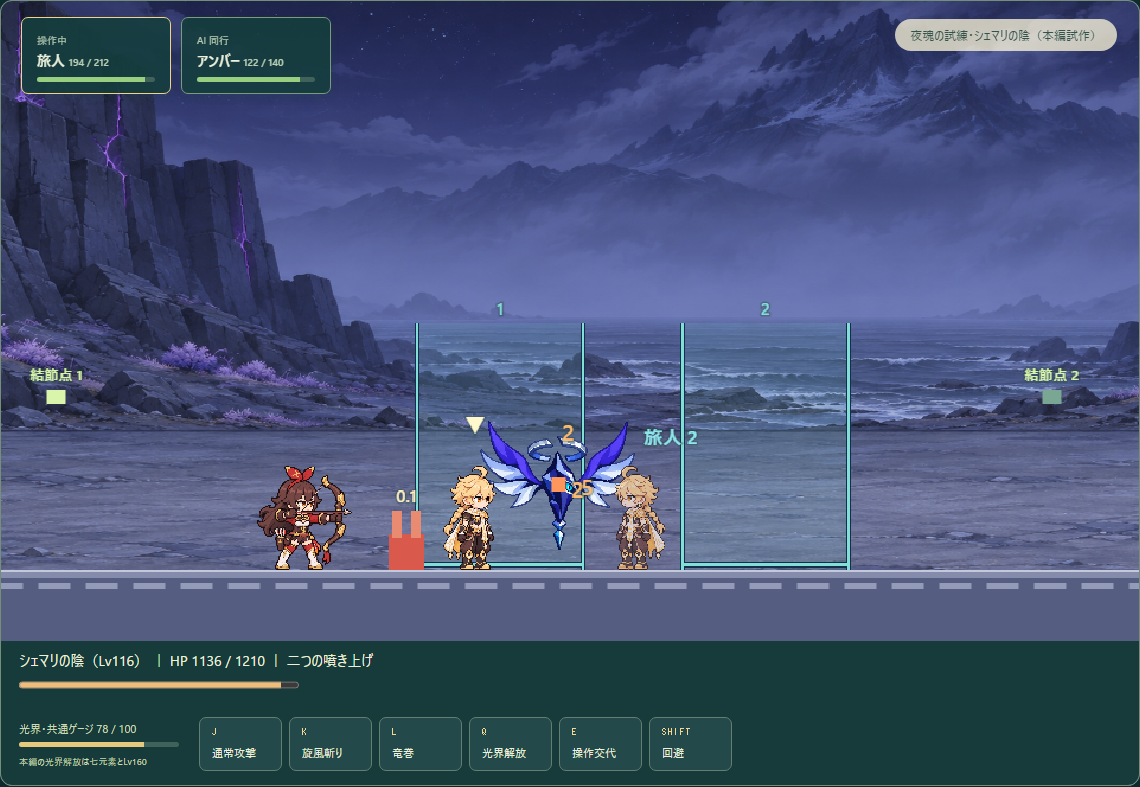 操作中
旅人 194 / 212
AI 同行
アンバー 122 / 140
夜魂の試練・シェマリの陰（本編試作）
1
2
結節点 1
結節点 2
2
旅人 2
25
0.1
シェマリの陰（Lv116） | HP 1136 / 1210 | 二つの噴き上げ
光界・共通ゲージ 78 / 100
本編の光界解放は七元素とLv160
J
通常攻撃
K
旋風斬り
L
竜巻
Q
光界解放
E
操作交代
SHIFT
回避